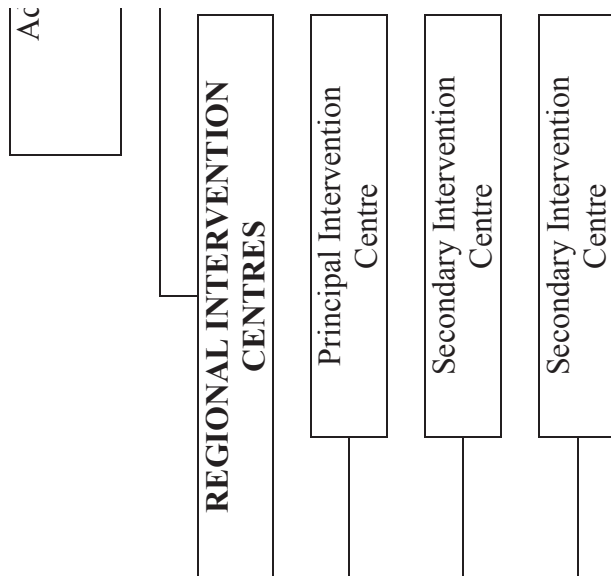 REGIONAL INTERVENTION
CENTRES
Principal Intervention
Centre
Secondary Intervention
Centre
Secondary Intervention
Centre